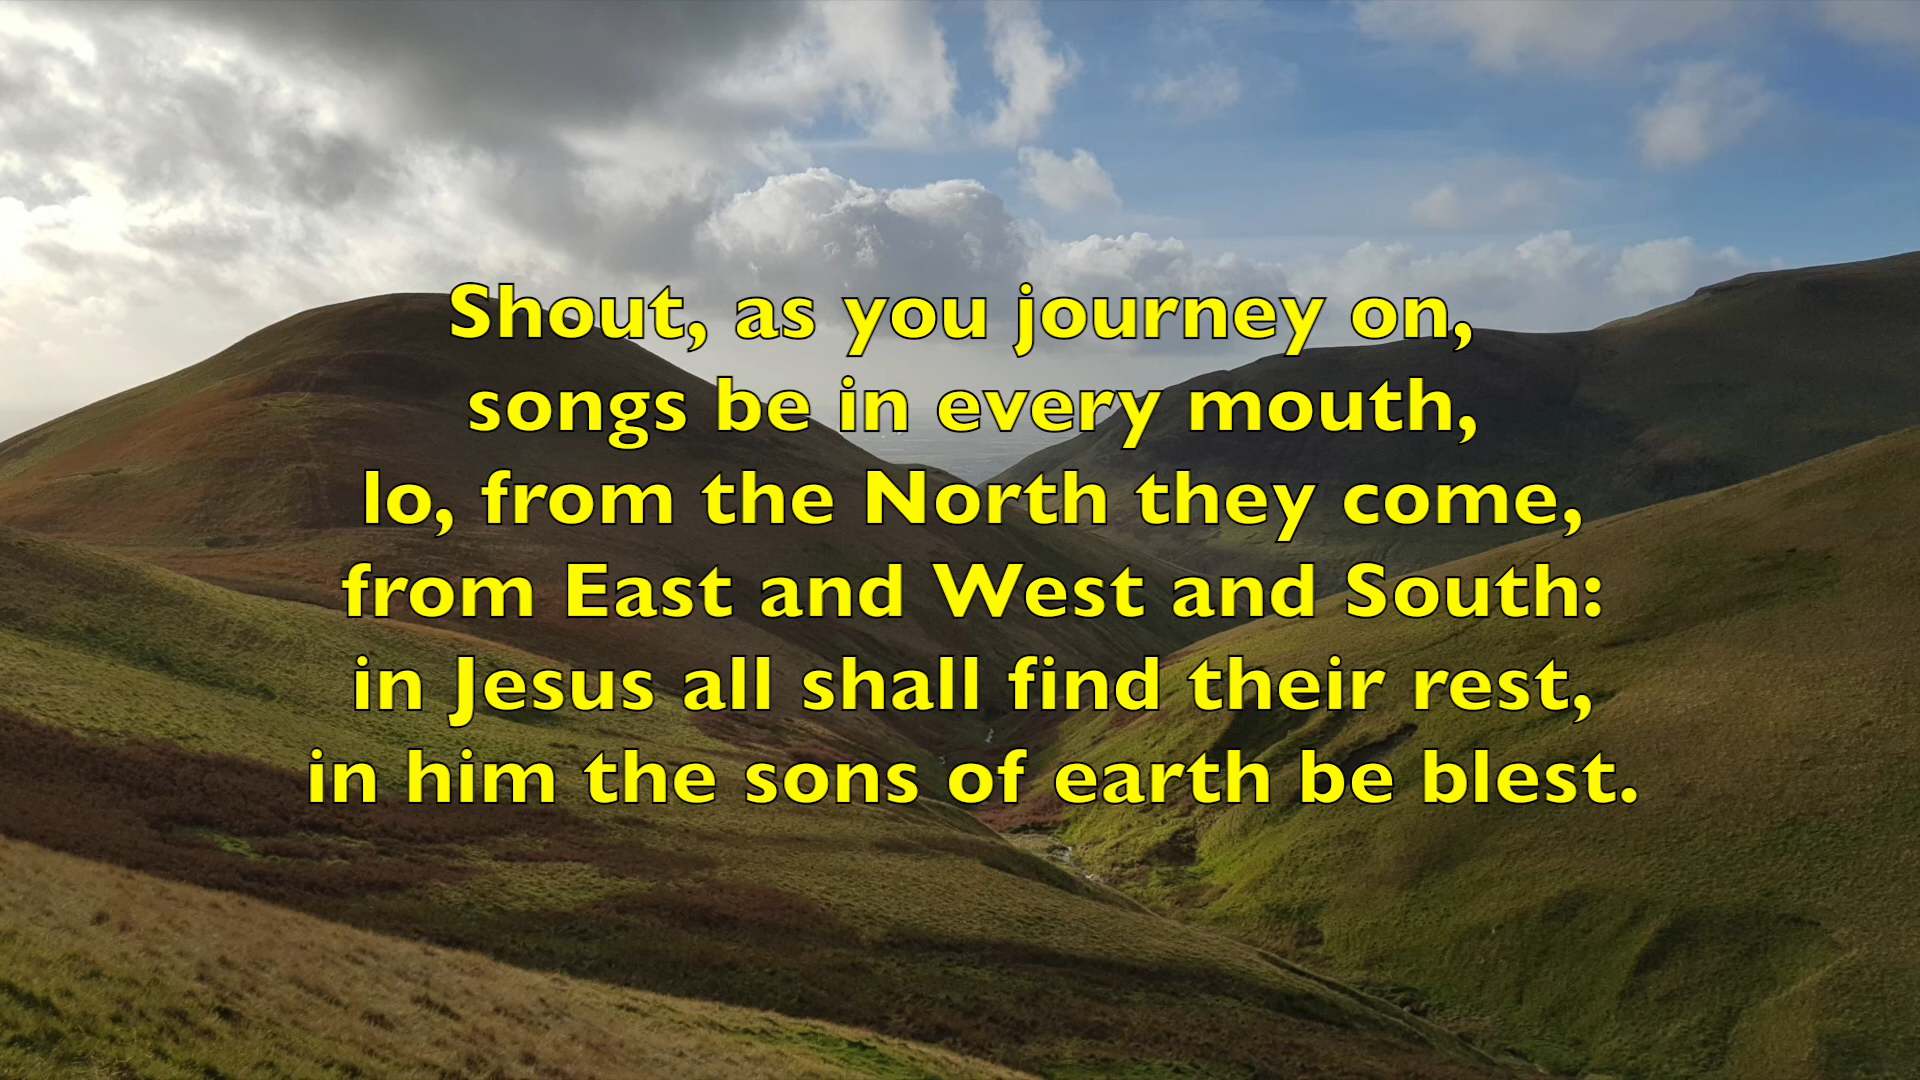 Shout, as you journey on,
songs be in every mouth,
lo, from the North they come,
from East and West and South:
in Jesus all shall find their rest,
in him the sons of earth be blest.